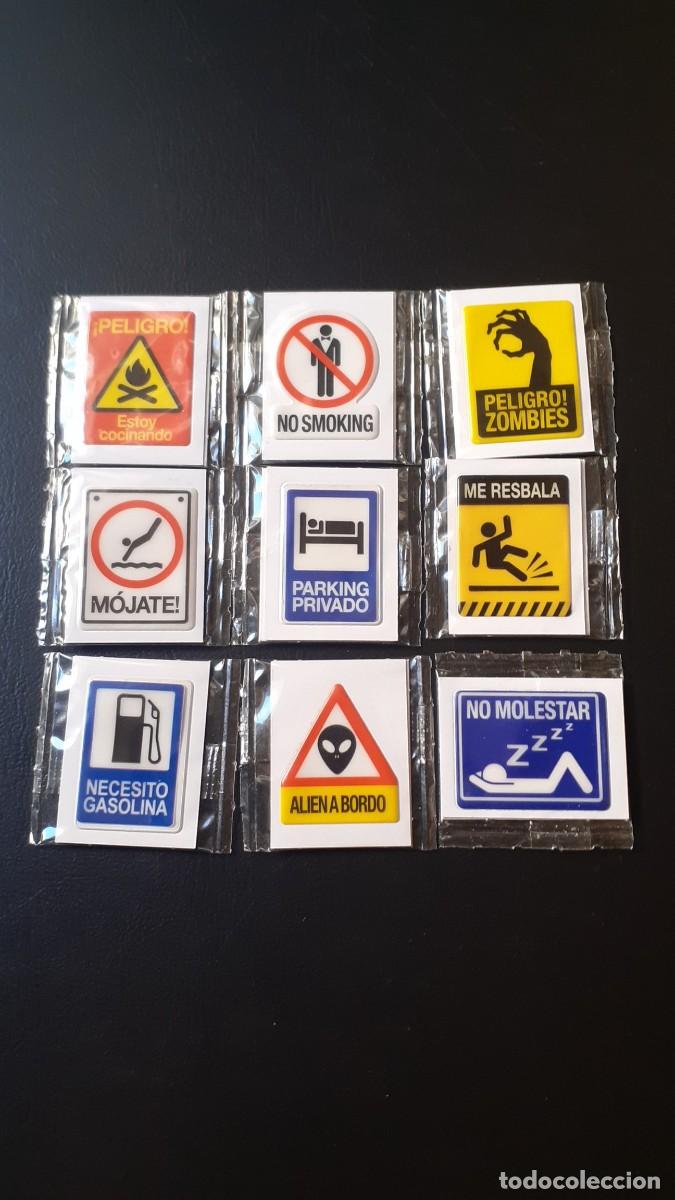 ¡PELIGRO!
Estoy
cocinando
NO SMOKING
PELIGRO!
ZOMBIES
MÓJATE!
PARKING
PRIVADO
ME RESBALA
NECESITO
GASOLINA
ALIEN A BORDO
NO MOLESTAR
Z Z Z Z
todocoleccion